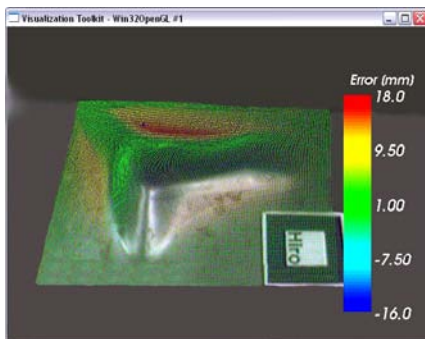 Visualization Toolkit - Win32OpenGL #1
Error (mm)
18.0
9.50
1.00
-7.50
-16.0
Hiro